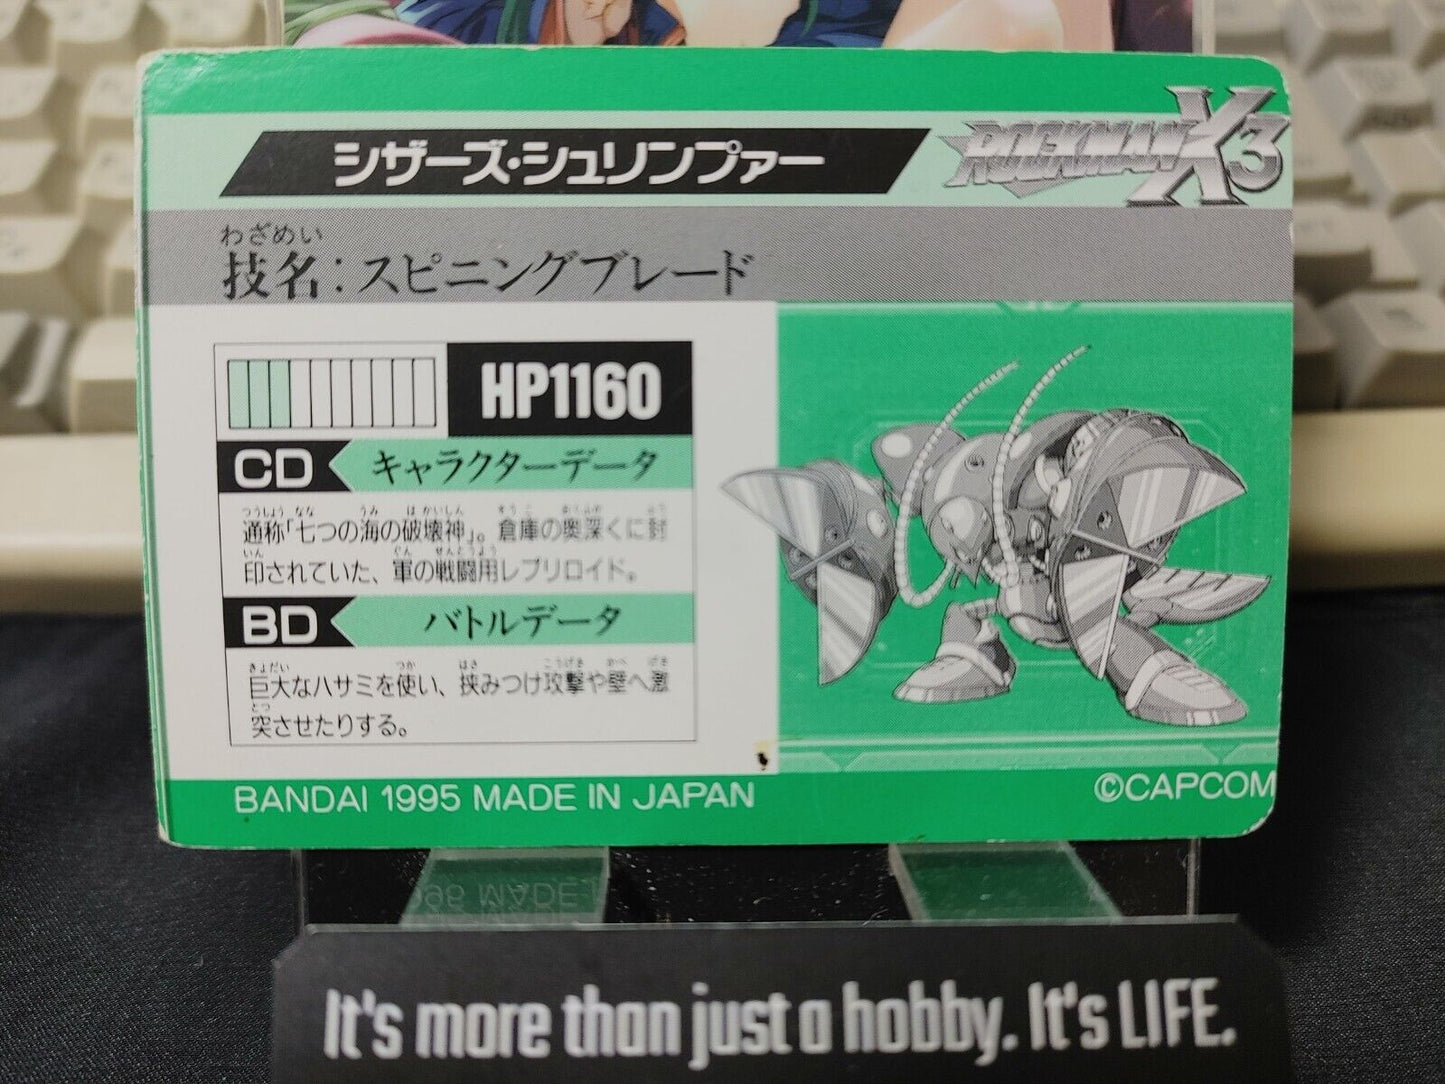 シザーズ・シュリンプァー
ROCKMAN X3
わざめい
技名:スピニングブレード
HP1160
CD キャラクターデータ
つうしょう なな うみ は かいしん そう こ おくふか ふう
通称「七つの海の破壊神」。倉庫の奥深くに封
いん ぐん せんとうよう
印されていた、軍の戦闘用レプリロイド。
BD バトルデータ
きょだい つか はさ こうげき かべ げき
巨大なハサミを使い、挟みつけ攻撃や壁へ激
とつ
突させたりする。
BANDAI 1995 MADE IN JAPAN
©CAPCOM
It's more than just a hobby. It's LIFE.